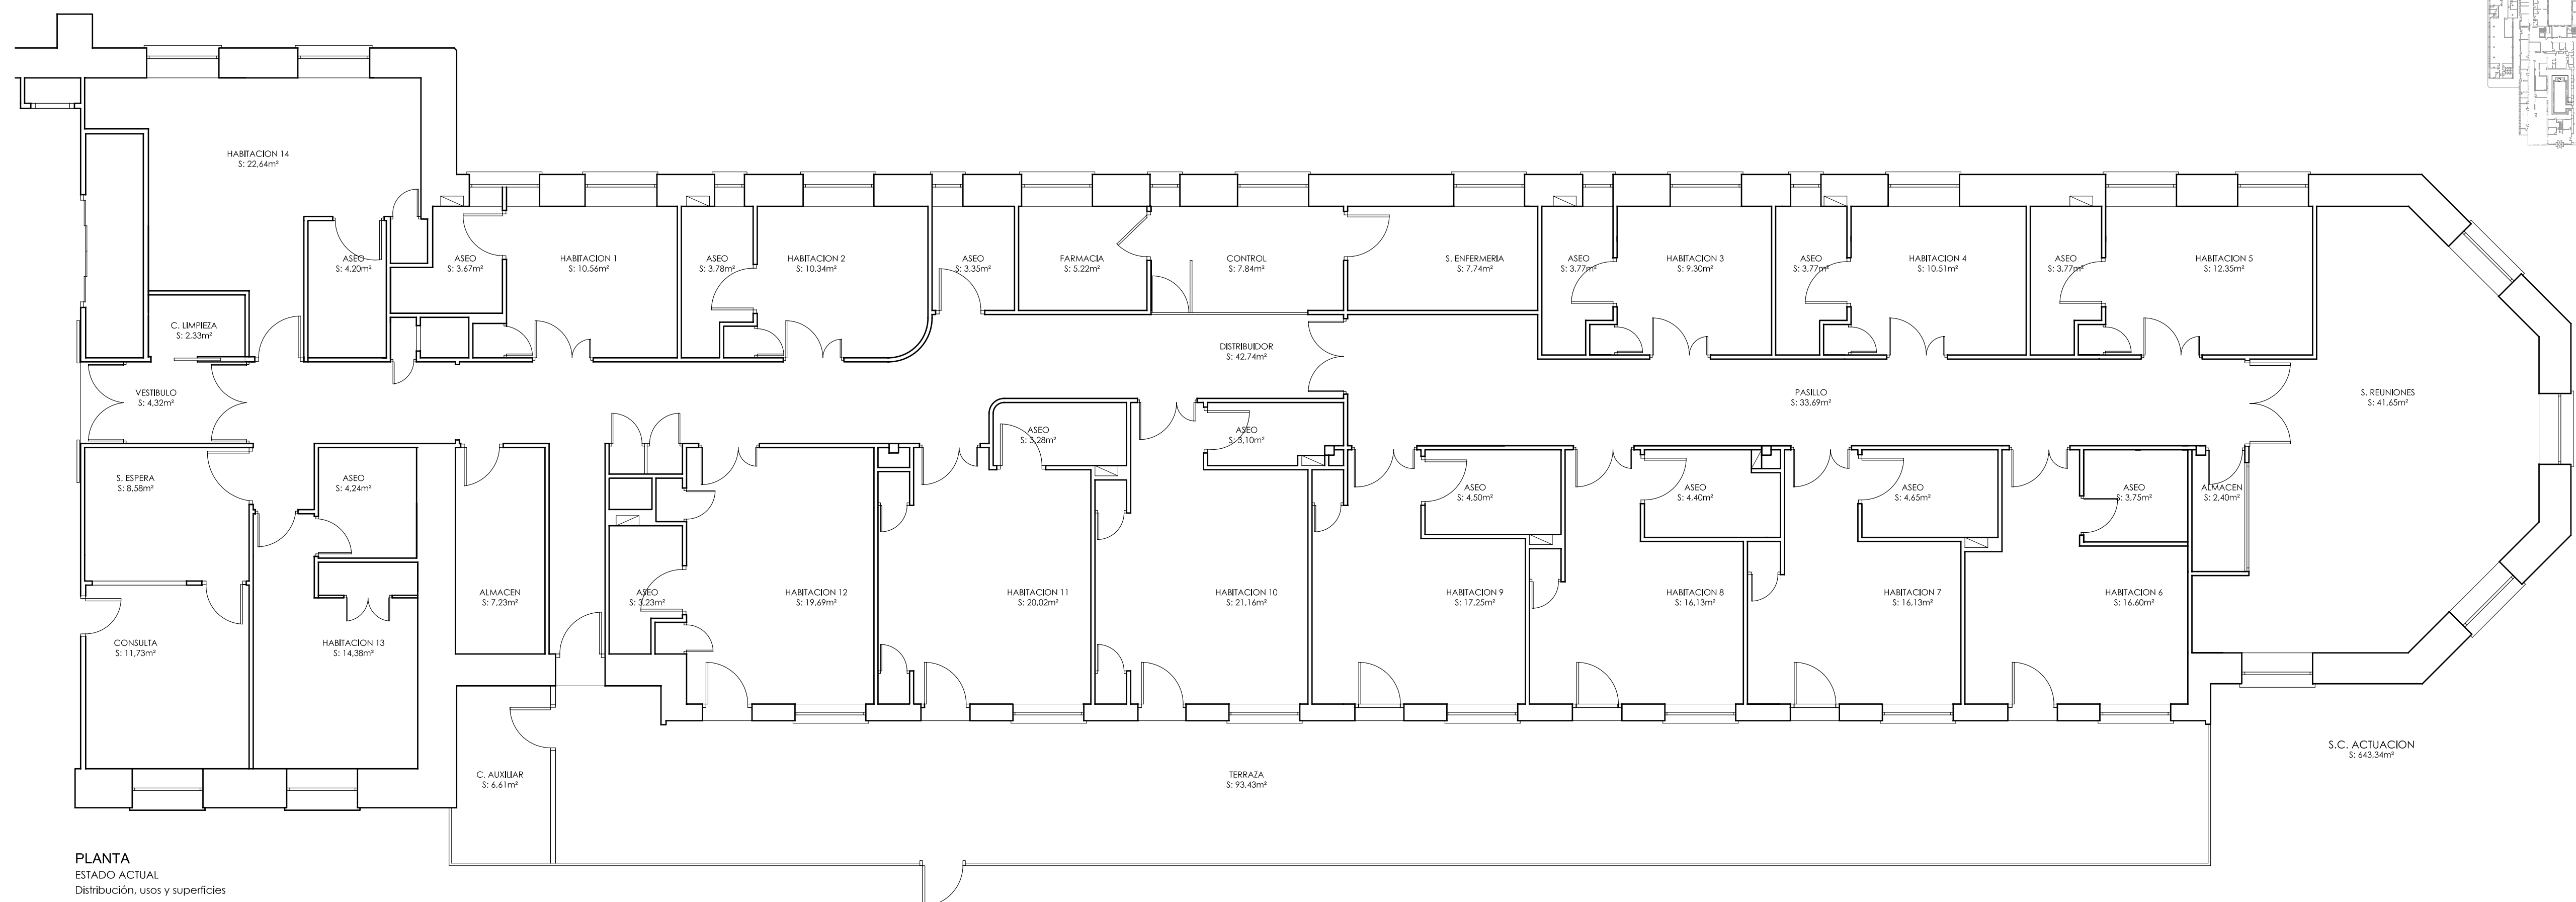 HABITACION 14
S: 22,64m²
ASEO
S: 4,20m²
ASEO
S: 3,67m²
HABITACION 1
S: 10,56m²
ASEO
S: 3,78m²
HABITACION 2
S: 10,34m²
ASEO
S: 3,35m²
FARMACIA
S: 5,22m²
CONTROL
S: 7,84m²
S. ENFERMERIA
S: 7,74m²
ASEO
S: 3,77m²
HABITACION 3
S: 9,30m²
ASEO
S: 3,77m²
HABITACION 4
S: 10,51m²
ASEO
S: 3,77m²
HABITACION 5
S: 12,35m²
C. LIMPIEZA
S: 2,33m²
DISTRIBUIDOR
S: 42,74m²
VESTIBULO
S: 4,32m²
PASILLO
S: 33,69m²
S. REUNIONES
S: 41,65m²
ASEO
S: 3,28m²
ASEO
S: 3,10m²
S. ESPERA
S: 8,58m²
ASEO
S: 4,24m²
ASEO
S: 4,50m²
ASEO
S: 4,40m²
ASEO
S: 4,65m²
ASEO
S: 3,75m²
ALMACEN
S: 2,40m²
ALMACEN
S: 7,23m²
ASEO
S: 3,23m²
HABITACION 12
S: 19,69m²
HABITACION 11
S: 20,02m²
HABITACION 10
S: 21,16m²
HABITACION 9
S: 17,25m²
HABITACION 8
S: 16,13m²
HABITACION 7
S: 16,13m²
HABITACION 6
S: 16,60m²
CONSULTA
S: 11,73m²
HABITACION 13
S: 14,38m²
S.C. ACTUACION
S: 643,34m²
C. AUXILIAR
S: 6,61m²
TERRAZA
S: 93,43m²
PLANTA
ESTADO ACTUAL
Distribución, usos y superficies